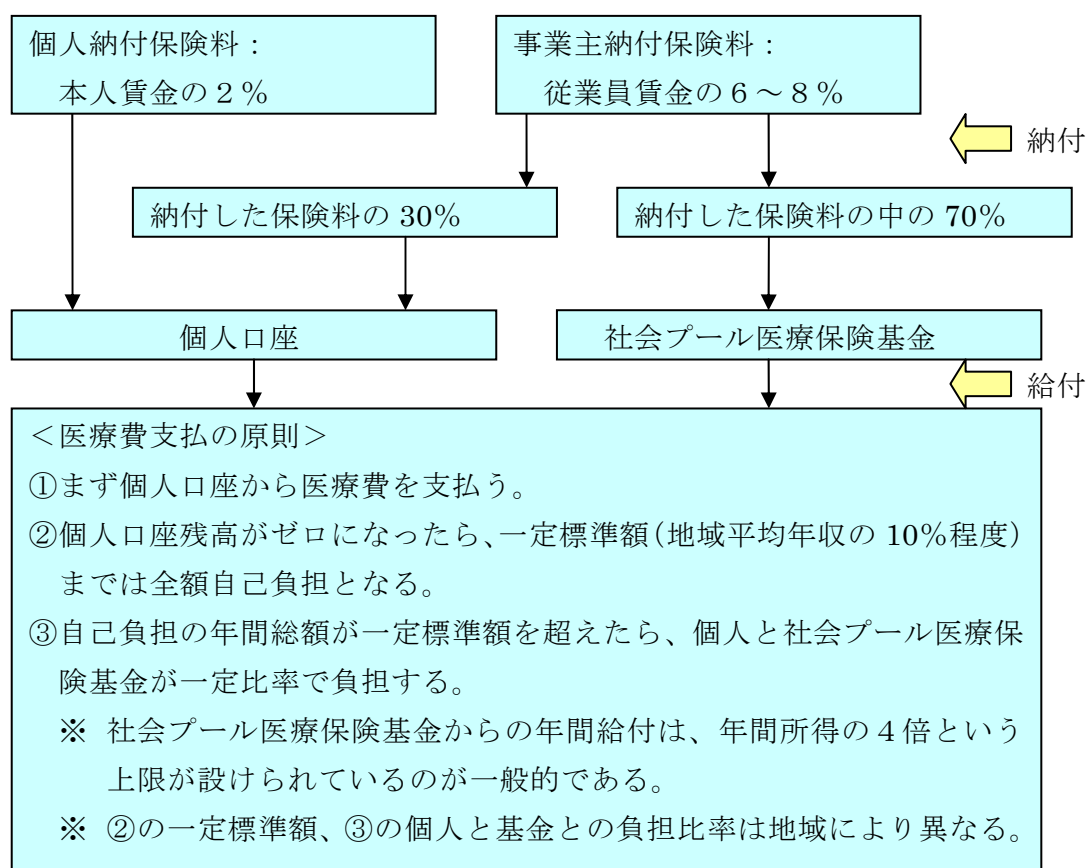 個人納付保険料：
本人賃金の２％
事業主納付保険料：
従業員賃金の６～８％
納付
納付した保険料の 30％
納付した保険料の中の 70％
個人口座
社会プール医療保険基金
給付
＜医療費支払の原則＞
①まず個人口座から医療費を支払う。
②個人口座残高がゼロになったら、一定標準額（地域平均年収の 10％程度）
までは全額自己負担となる。
③自己負担の年間総額が一定標準額を超えたら、個人と社会プール医療保
険基金が一定比率で負担する。
※ 社会プール医療保険基金からの年間給付は、年間所得の４倍という
上限が設けられているのが一般的である。
※ ②の一定標準額、③の個人と基金との負担比率は地域により異なる。